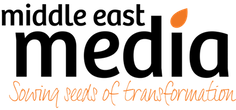 middle east
media
Sowing seeds of transformation